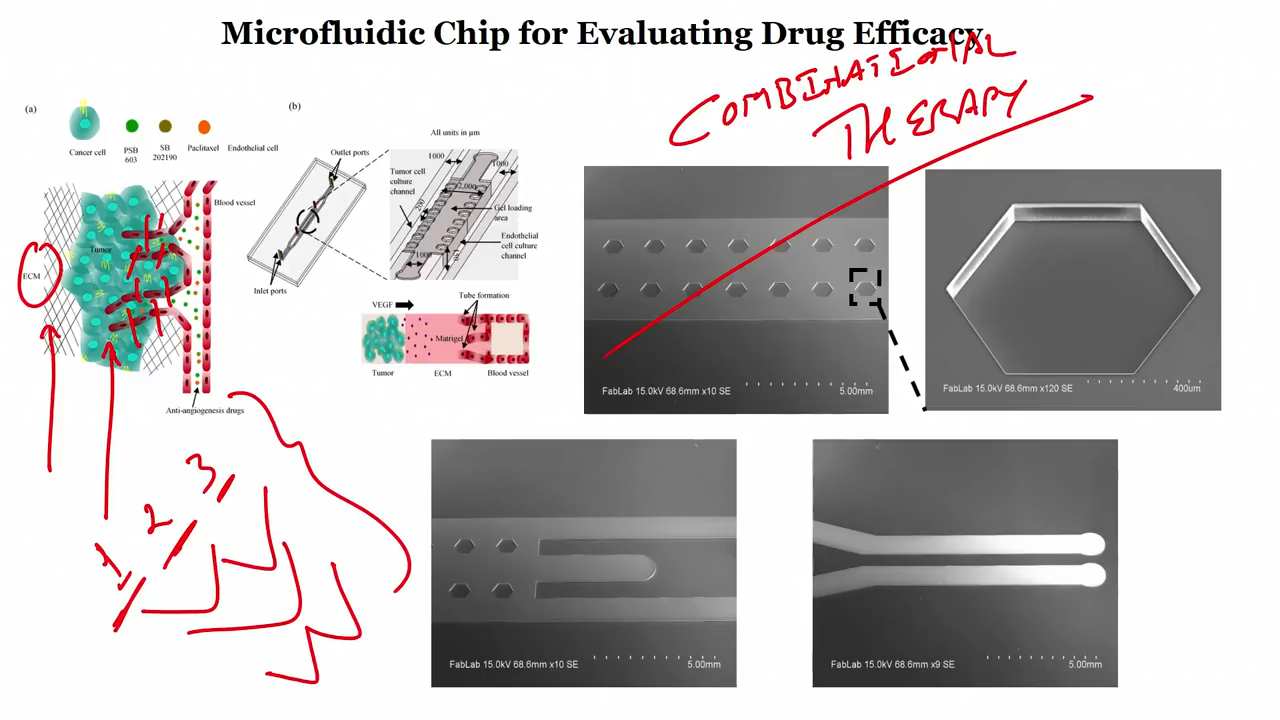 Microfluidic Chip for Evaluating Drug Efficacy
COMBINATIONAL
THERAPY
(a)
Cancer cell
PSB
603
SB
202190
Paclitaxel
Endothelial cell
Blood vessel
Tumor
ECM
Anti-angiogenesis drugs
1
2
3
(b)
All units in µm
Outlet ports
Inlet ports
1000
1000
Tumor cell
culture
channel
2,000
200
Gel loading
area
Endothelial
cell culture
channel
1000
Tube formation
VEGF
Matrigel
Tumor
ECM
Blood vessel
FabLab 15.0kV 68.6mm x10 SE
5.00mm
FabLab 15.0kV 68.6mm x120 SE
400um
FabLab 15.0kV 68.6mm x10 SE
5.00mm
FabLab 15.0kV 68.6mm x9 SE
5.00mm